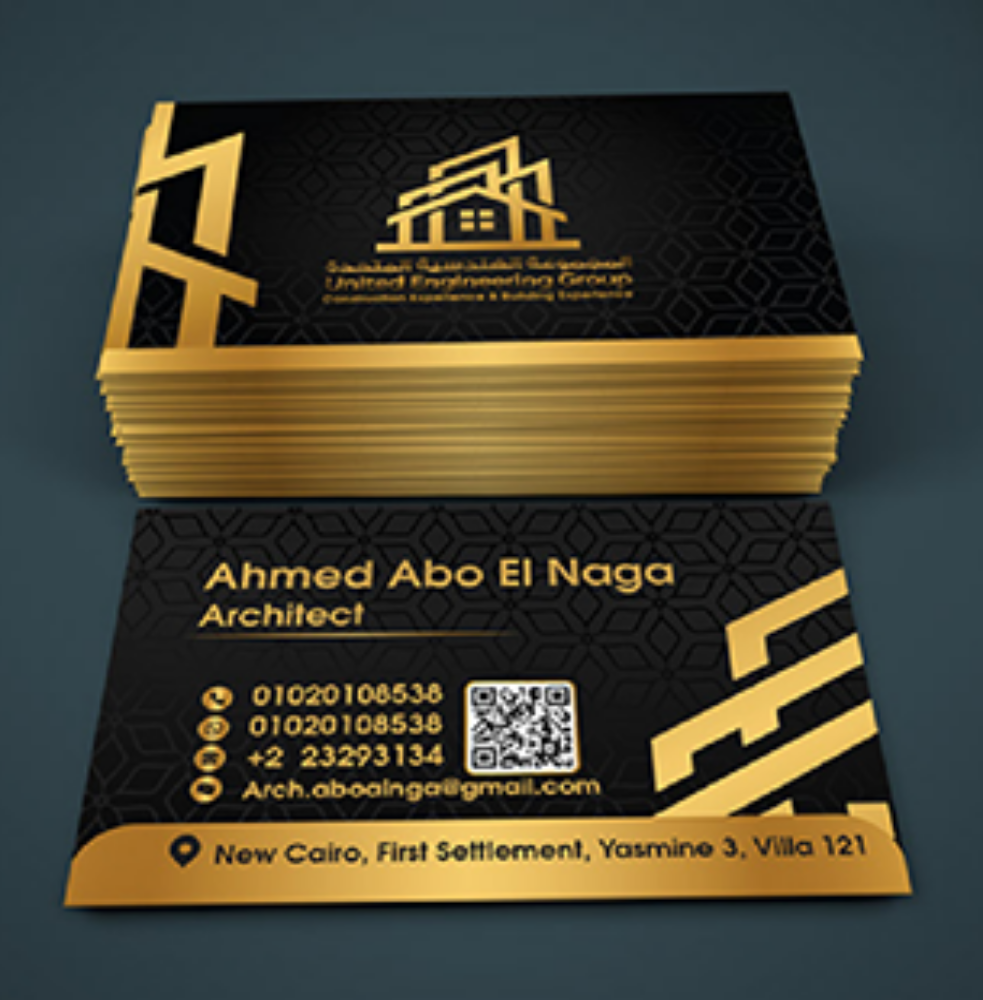 المجموعة الهندسية المتحدة
United Engineering Group
Construction Experience & Building Experience
Ahmed Abo El Naga
Architect
01020108538
01020108538
+2 23293134
Arch.aboalnga@gmail.com
New Cairo, First Settlement, Yasmine 3, Villa 121